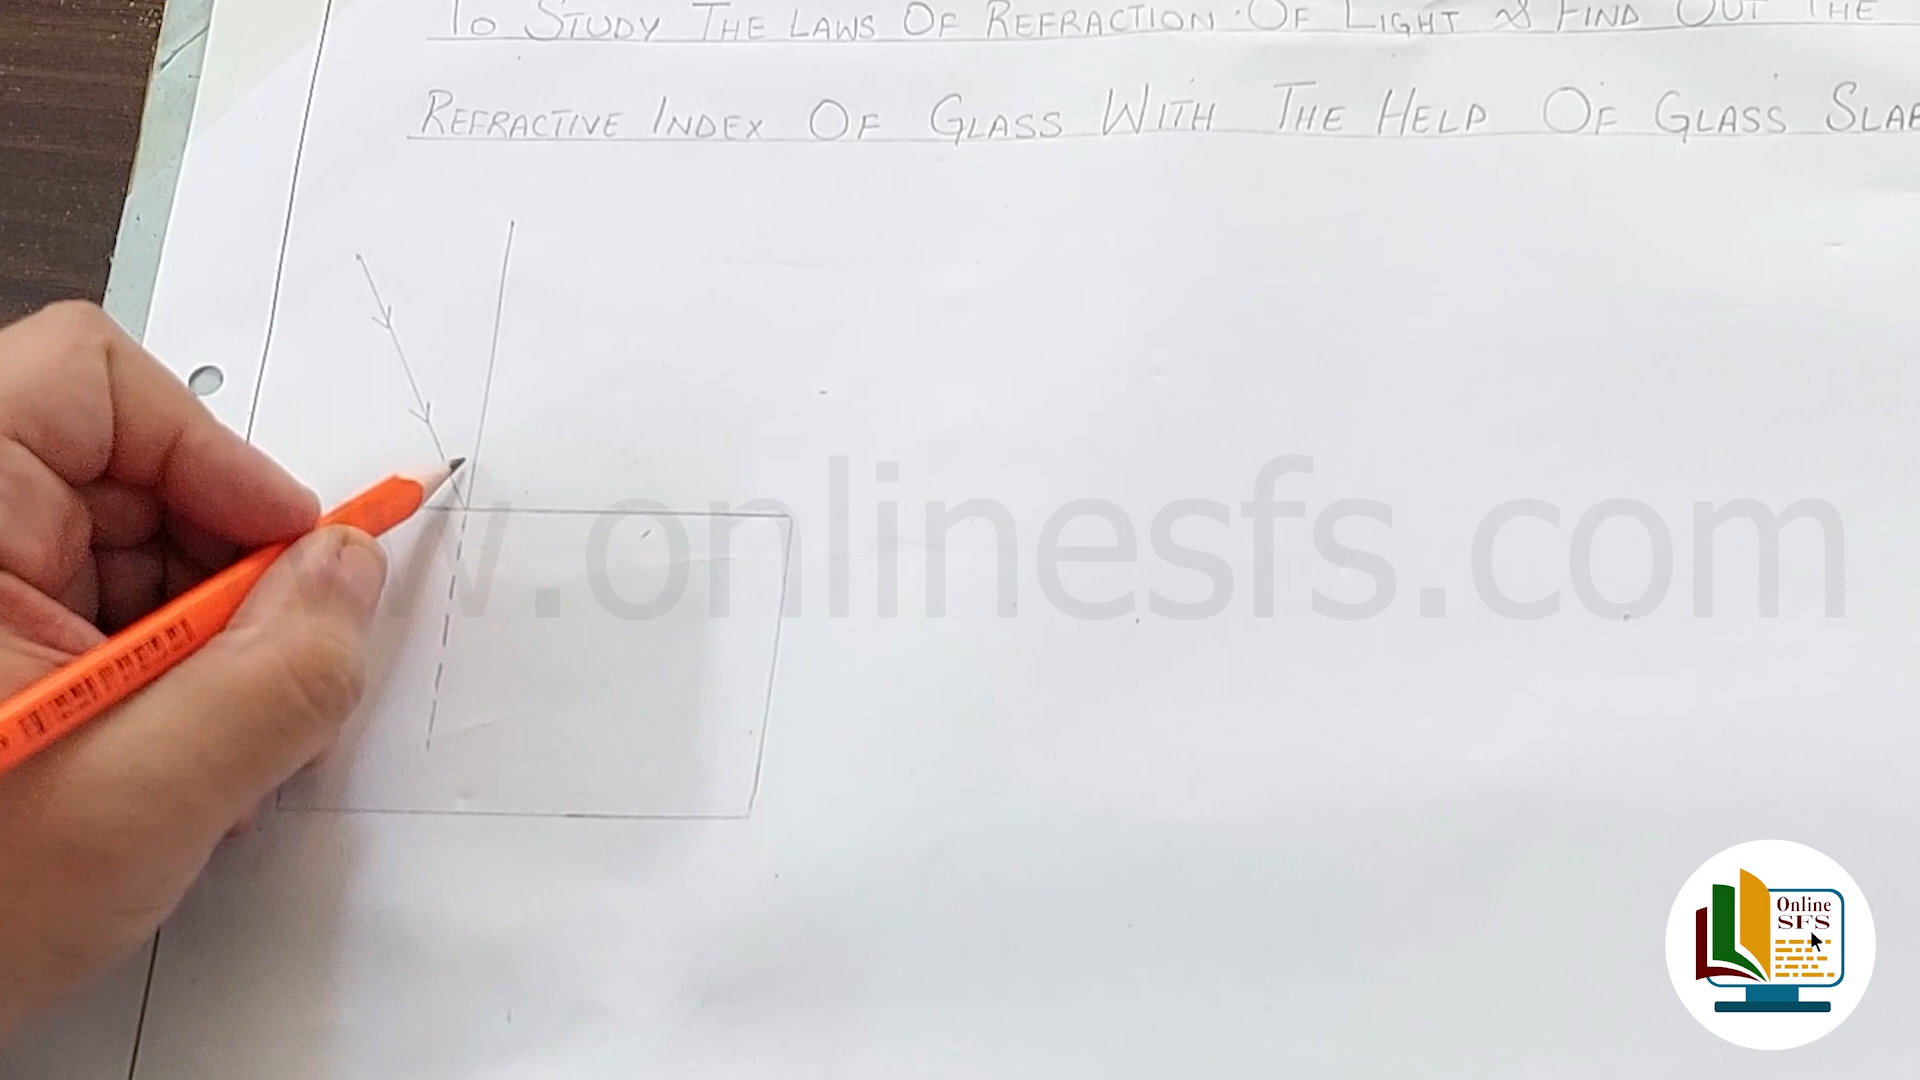 To STUDY THE LAWS OF REFRACTION OF LIGHT & FIND OUT THE
REFRACTIVE INDEX OF GLASS WITH THE HELP OF GLASS SLAB
w.onlinesfs.com
Online
SFS